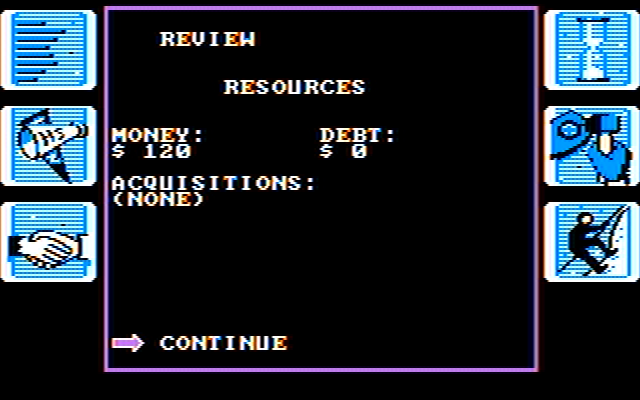 REVIEW
RESOURCES
MONEY: DEBT:
$ 120 $ 0
ACQUISITIONS:
(NONE)
CONTINUE